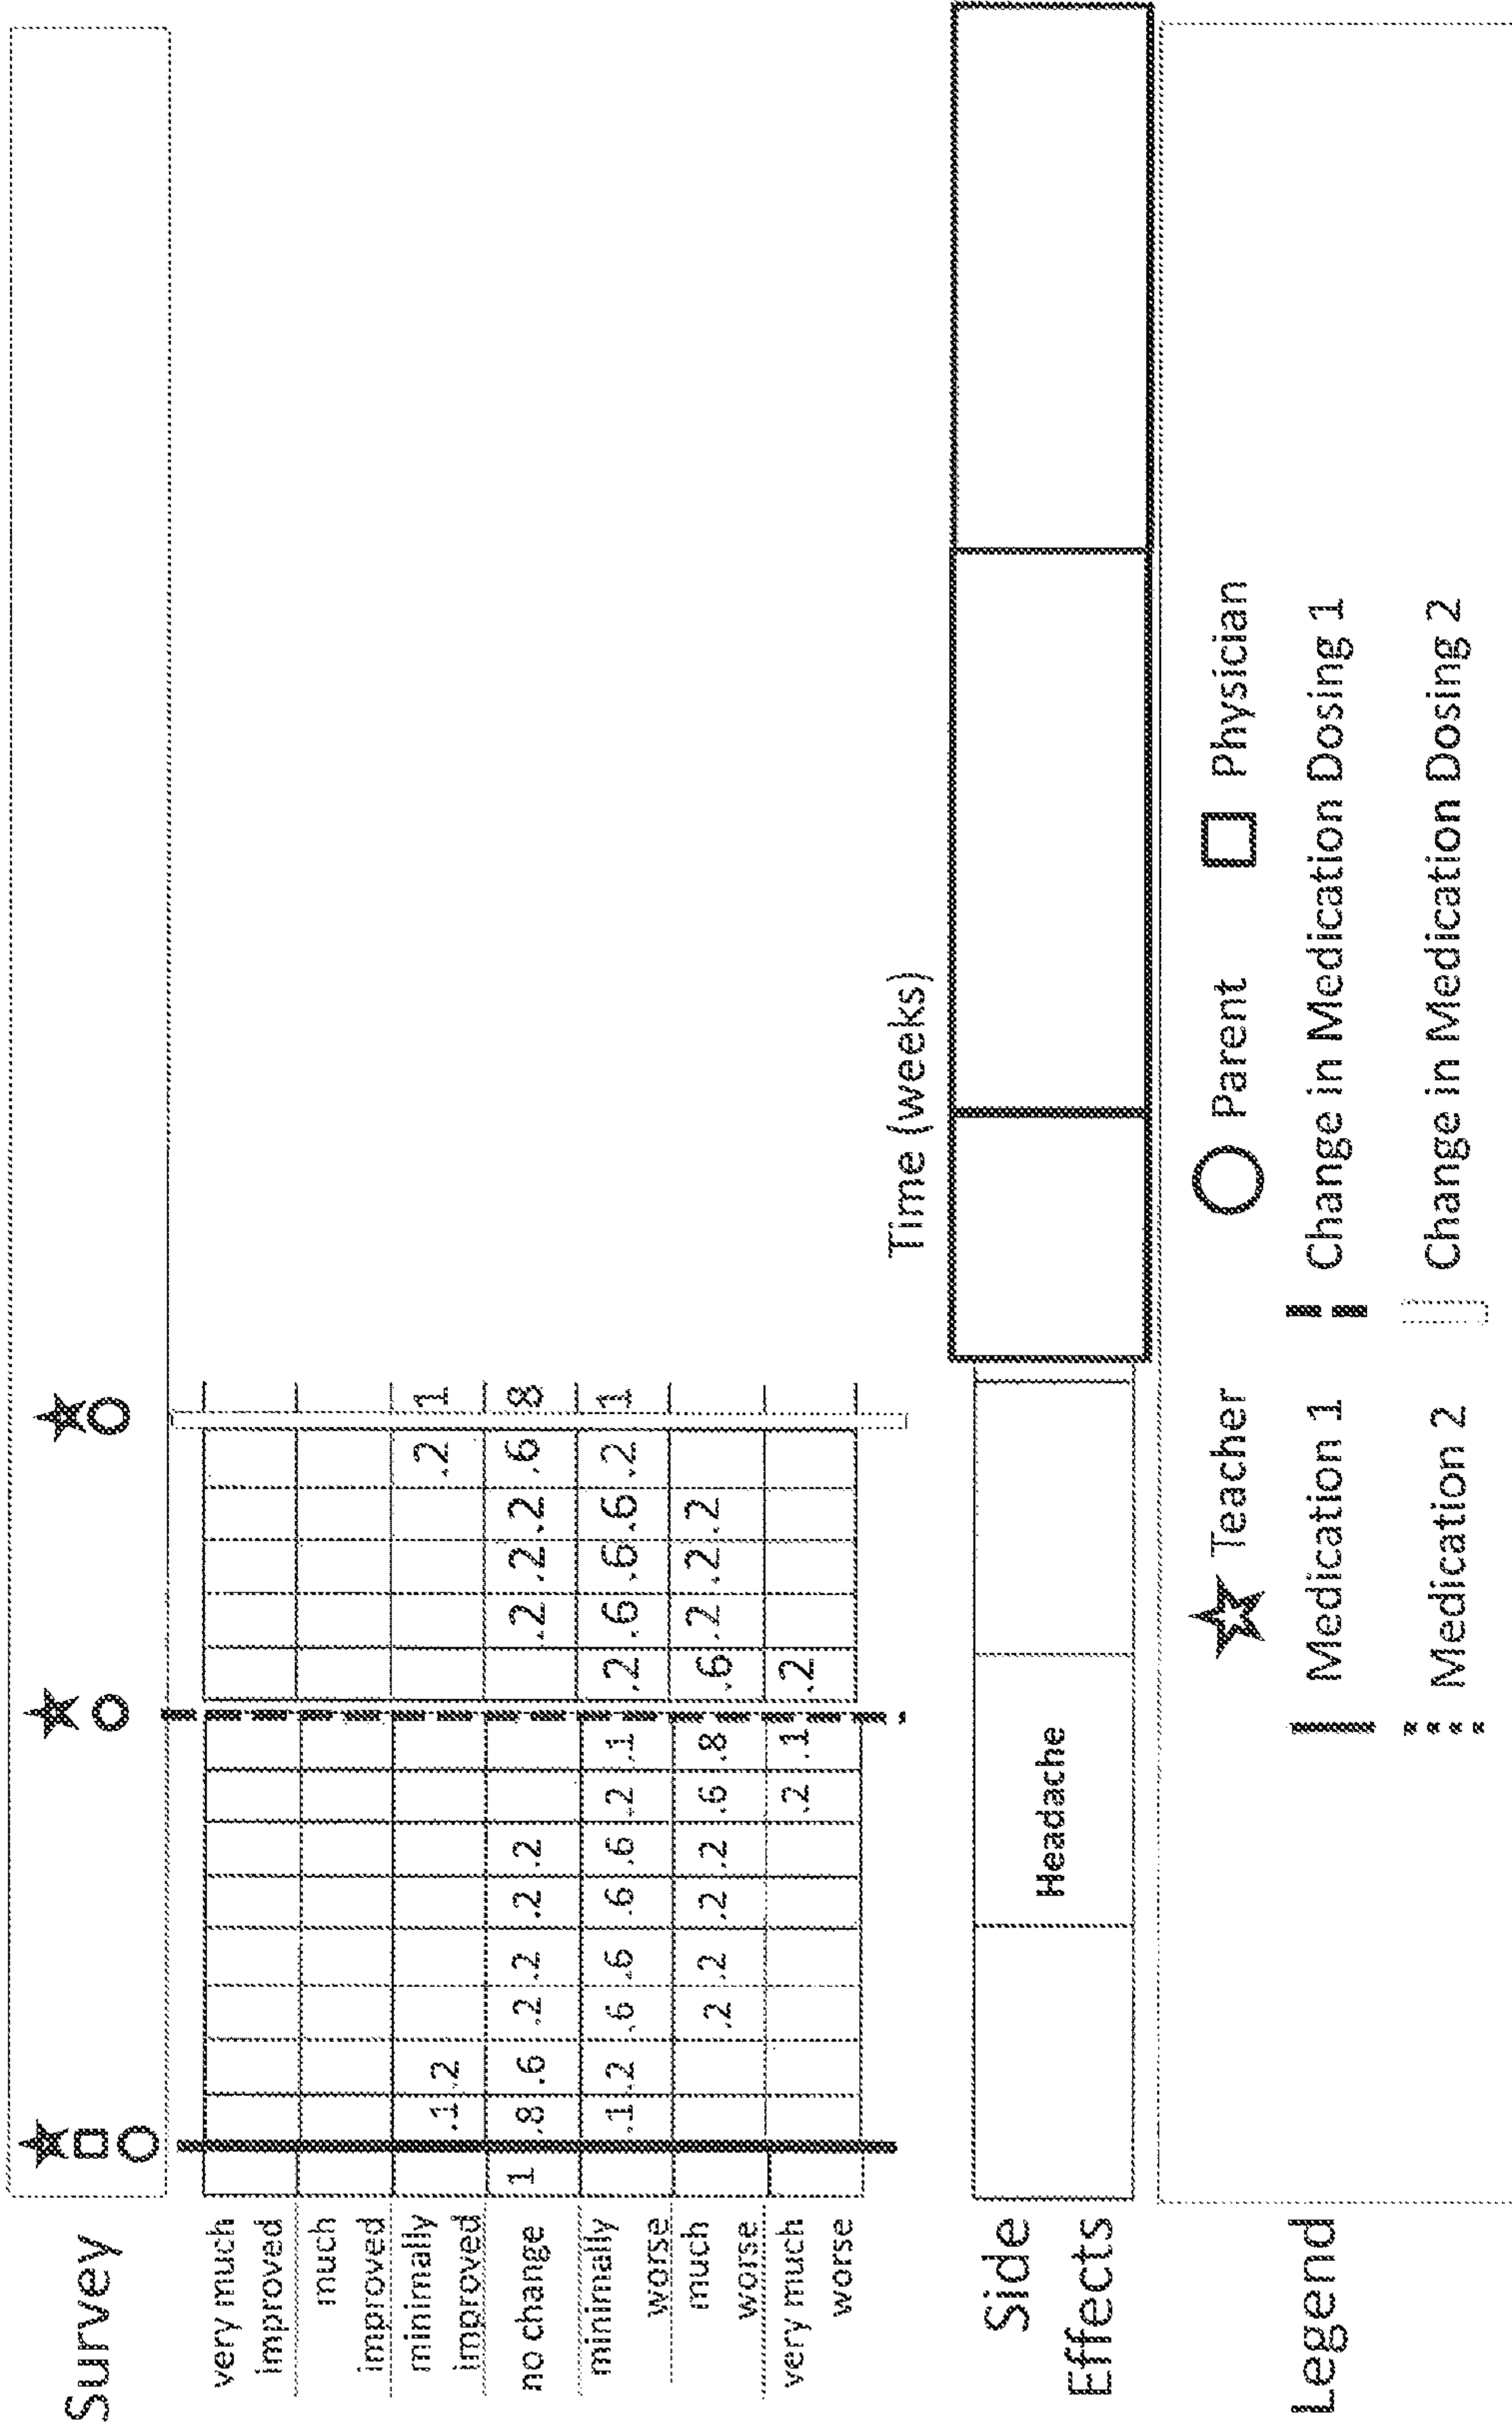 Survey
very much
improved
much
improved
minimally
improved
.1 .2 .2 1
no change
1 .8 .6 .2 .2 .2 .2 .2 .2 .2 .6 8
minimally
worse
.1 .2 .6 .6 .6 .6 .2 .1 .2 .6 .6 .6 .2 1
much
worse
.2 .2 .2 .2 .6 .8 .6 .2 .2 .2
very much
worse
.2 .1 .2
Time (weeks)
Side
Effects
Headache
Legend
Teacher Parent Physician
Medication 1 Change in Medication Dosing 1
Medication 2 Change in Medication Dosing 2